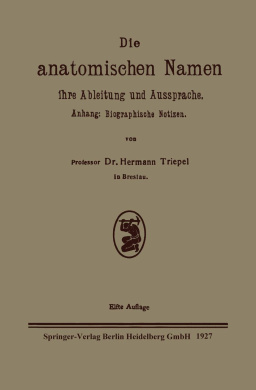 Die
anatomischen Namen
ihre Ableitung und Aussprache.
Anhang: Biographische Notizen.
von
Professor Dr. Hermann Triepel
in Breslau.
Elfte Auflage
Springer-Verlag Berlin Heidelberg GmbH 1927